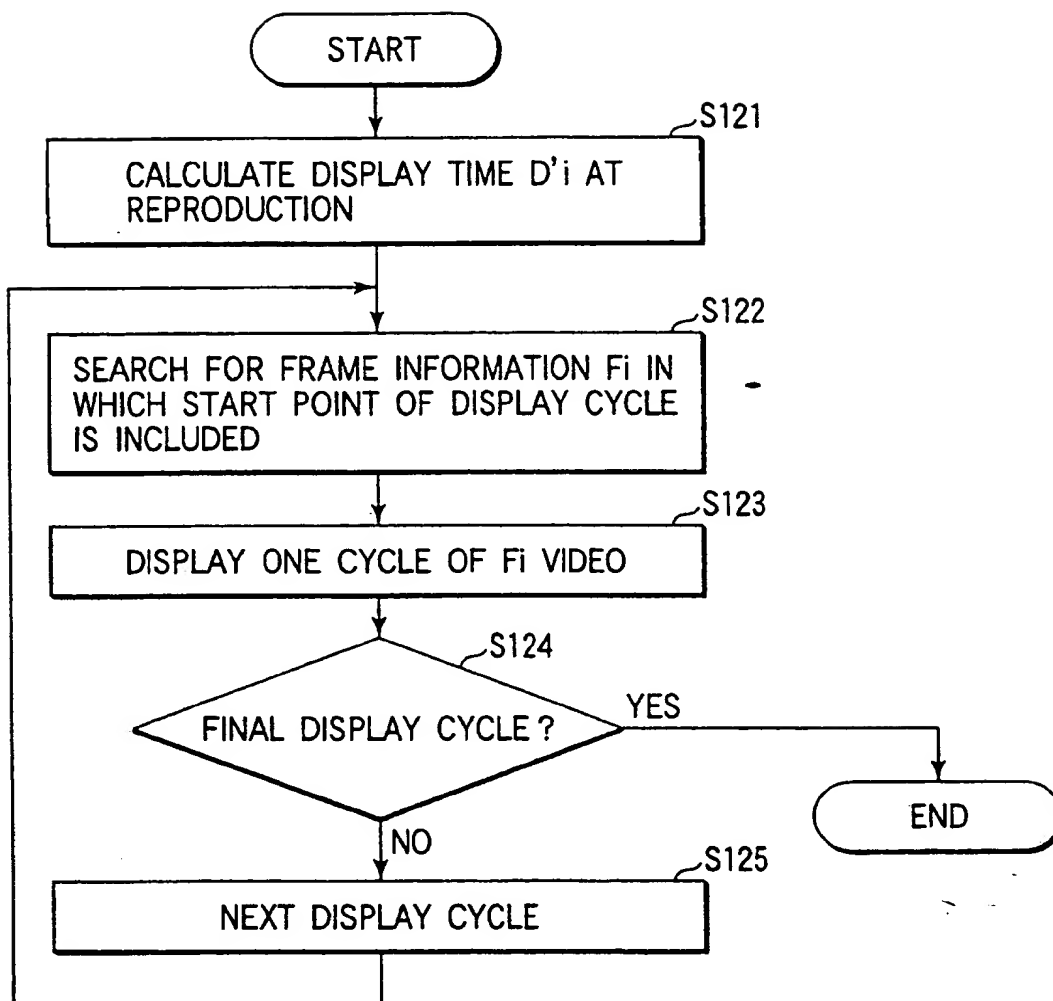 START
S121
CALCULATE DISPLAY TIME D'i AT
REPRODUCTION
S122
SEARCH FOR FRAME INFORMATION Fi IN
WHICH START POINT OF DISPLAY CYCLE
IS INCLUDED
S123
DISPLAY ONE CYCLE OF Fi VIDEO
S124
FINAL DISPLAY CYCLE?
YES
END
NO
S125
NEXT DISPLAY CYCLE